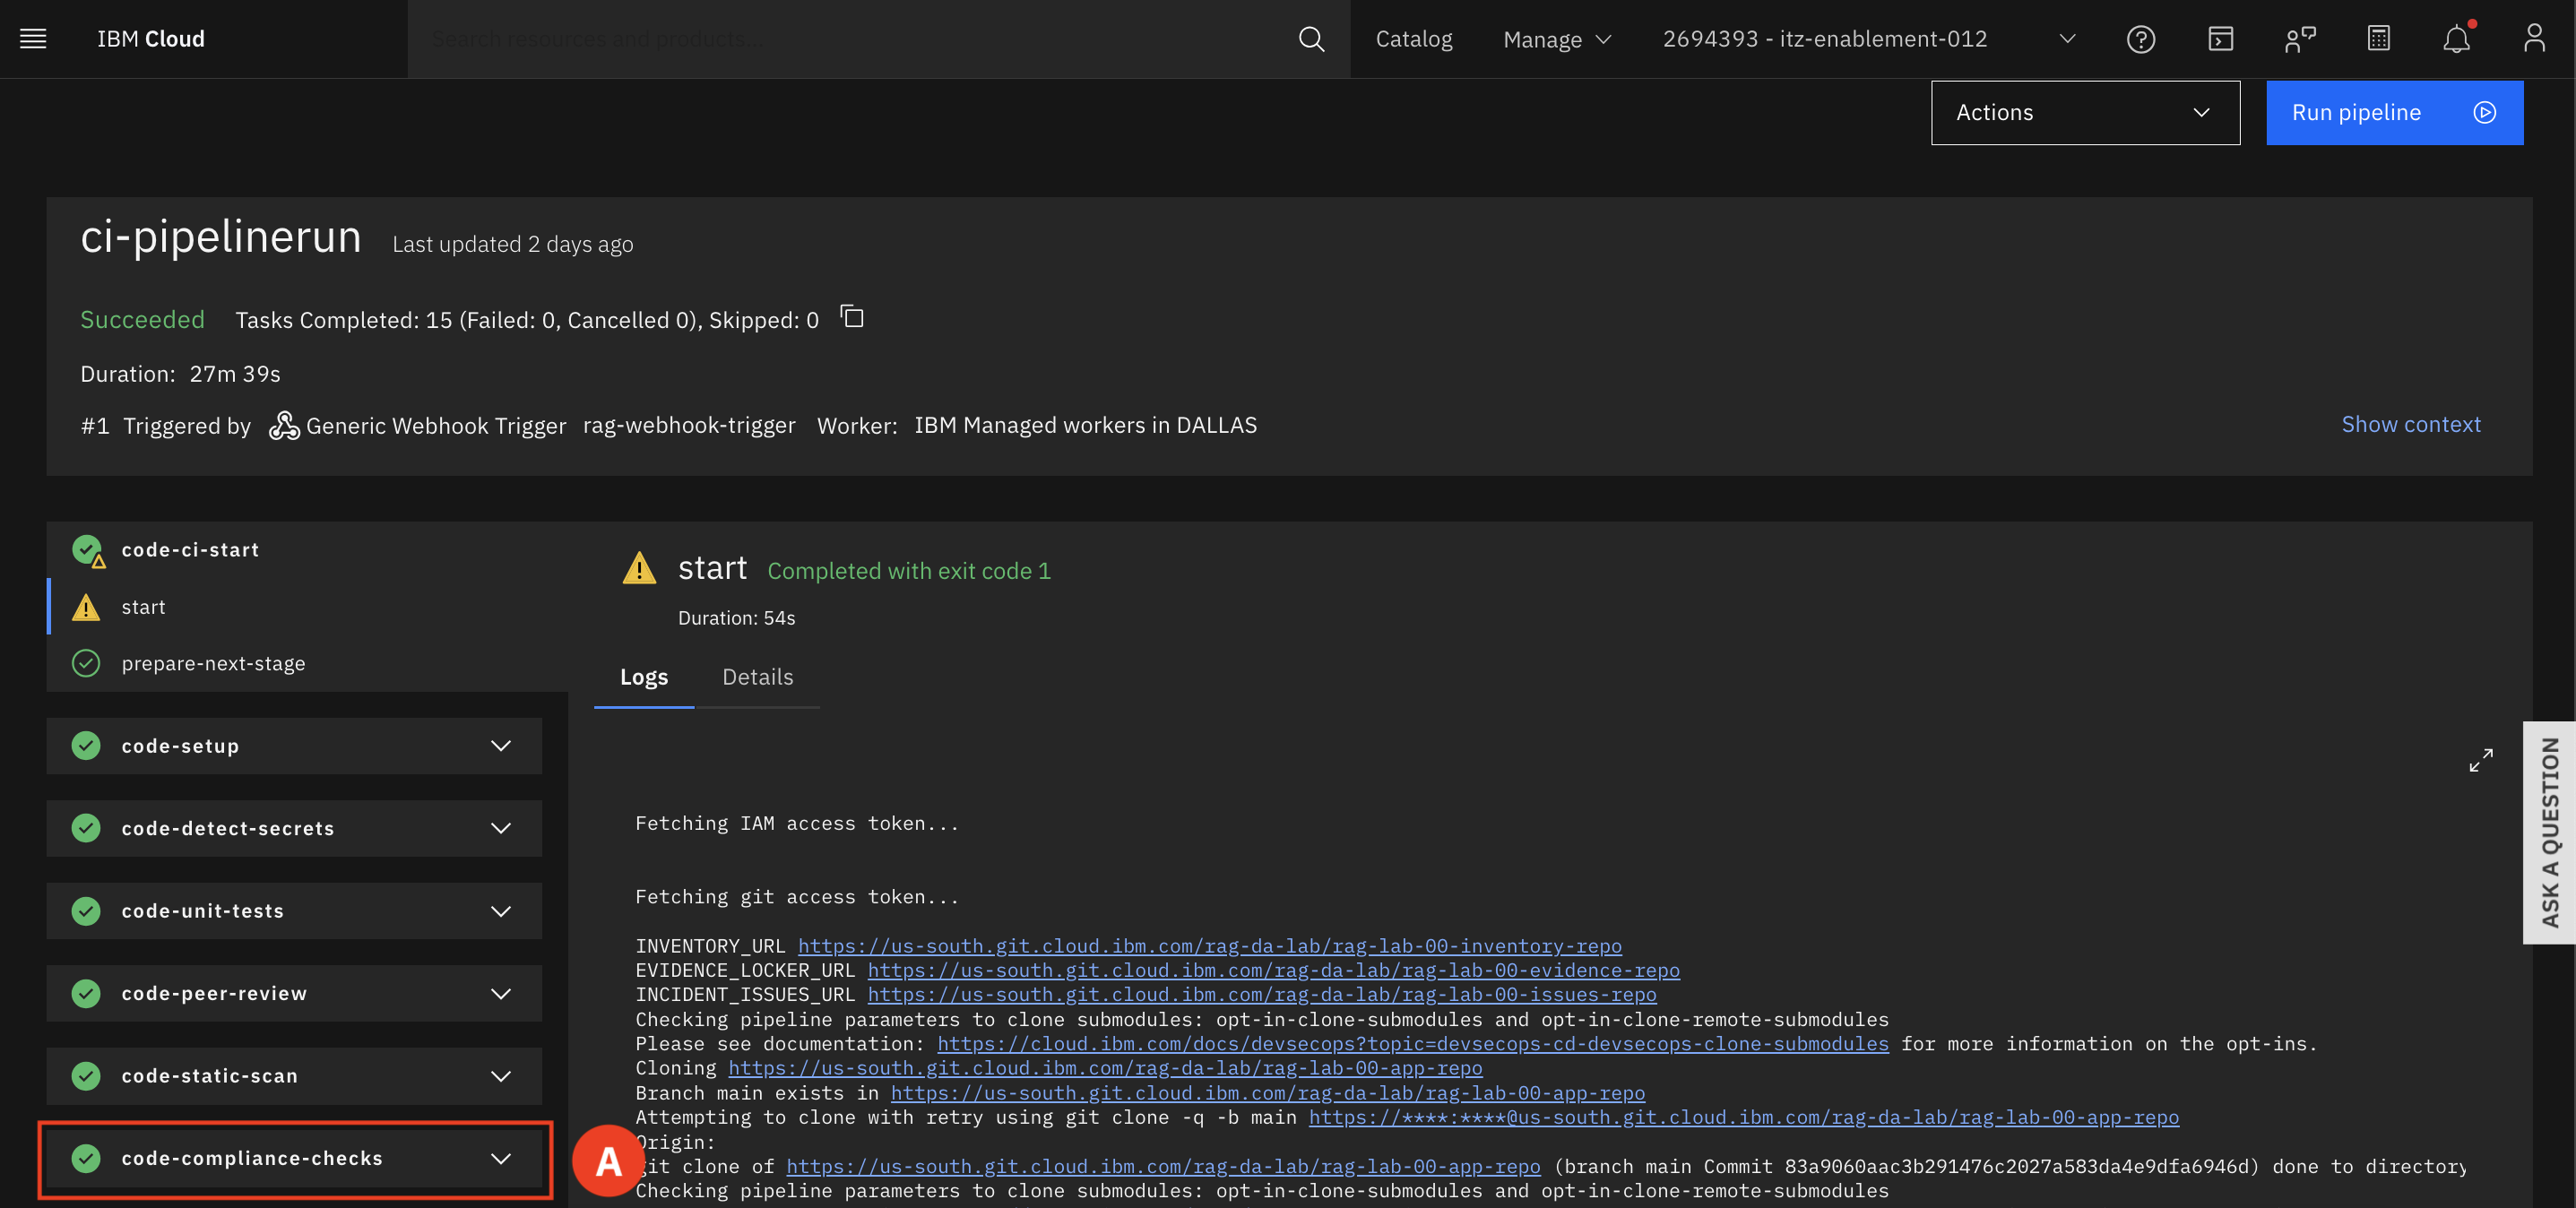 IBM Cloud
Search resources and products...
Catalog
Manage
2694393 - itz-enablement-012
Actions
Run pipeline
ci-pipelinerun Last updated 2 days ago
Succeeded Tasks Completed: 15 (Failed: 0, Cancelled 0), Skipped: 0
Duration: 27m 39s
#1 Triggered by Generic Webhook Trigger rag-webhook-trigger Worker: IBM Managed workers in DALLAS
Show context
code-ci-start
start
prepare-next-stage
code-setup
code-detect-secrets
code-unit-tests
code-peer-review
code-static-scan
code-compliance-checks
A
start Completed with exit code 1
Duration: 54s
Logs Details
Fetching IAM access token...
Fetching git access token...
INVENTORY_URL https://us-south.git.cloud.ibm.com/rag-da-lab/rag-lab-00-inventory-repo
EVIDENCE_LOCKER_URL https://us-south.git.cloud.ibm.com/rag-da-lab/rag-lab-00-evidence-repo
INCIDENT_ISSUES_URL https://us-south.git.cloud.ibm.com/rag-da-lab/rag-lab-00-issues-repo
Checking pipeline parameters to clone submodules: opt-in-clone-submodules and opt-in-clone-remote-submodules
Please see documentation: https://cloud.ibm.com/docs/devsecops?topic=devsecops-cd-devsecops-clone-submodules for more information on the opt-ins.
Cloning https://us-south.git.cloud.ibm.com/rag-da-lab/rag-lab-00-app-repo
Branch main exists in https://us-south.git.cloud.ibm.com/rag-da-lab/rag-lab-00-app-repo
Attempting to clone with retry using git clone -q -b main https://****:****@us-south.git.cloud.ibm.com/rag-da-lab/rag-lab-00-app-repo
Origin:
git clone of https://us-south.git.cloud.ibm.com/rag-da-lab/rag-lab-00-app-repo (branch main Commit 83a9060aac3b291476c2027a583da4e9dfa6946d) done to directory
Checking pipeline parameters to clone submodules: opt-in-clone-submodules and opt-in-clone-remote-submodules
ASK A QUESTION